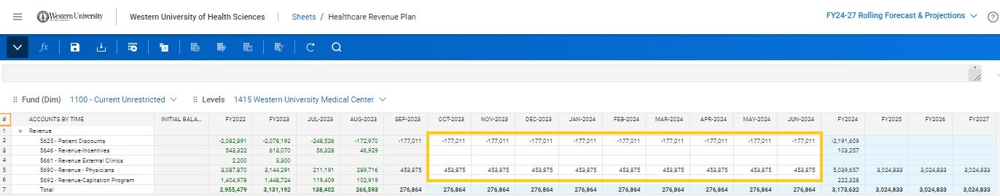 Western University Western University of Health Sciences | Sheets / Healthcare Revenue Plan FY24-27 Rolling Forecast & Projections
fx
Fund (Dim) 1100 - Current Unrestricted Levels 1415 Western University Medical Center
# ACCOUNTS BY TIME INITIAL BALA... FY2022 FY2023 JUL-2023 AUG-2023 SEP-2023 OCT-2023 NOV-2023 DEC-2023 JAN-2024 FEB-2024 MAR-2024 APR-2024 MAY-2024 JUN-2024 FY2024 FY2025 FY2026 FY2027
1 Revenue
2 5625 - Patient Discounts -2,082,891 -2,078,192 -248,526 -172,970 -177,011 -177,011 -177,011 -177,011 -177,011 -177,011 -177,011 -177,011 -177,011 -177,011 -2,191,609
3 5646 - Revenue-Incentives 543,322 613,070 56,328 46,929 103,257
4 5661 - Revenue External Clinics 2,200 3,300
5 5690 - Revenue - Physicians 3,087,870 3,144,291 211,191 289,716 453,875 453,875 453,875 453,875 453,875 453,875 453,875 453,875 453,875 453,875 5,039,657 3,024,833 3,024,833 3,024,833
6 5692 - Revenue-Capitation Program 1,404,978 1,448,724 119,409 102,919 222,328
7 Total 2,955,479 3,131,192 138,402 266,593 276,864 276,864 276,864 276,864 276,864 276,864 276,864 276,864 276,864 276,864 3,173,632 3,024,833 3,024,833 3,024,833